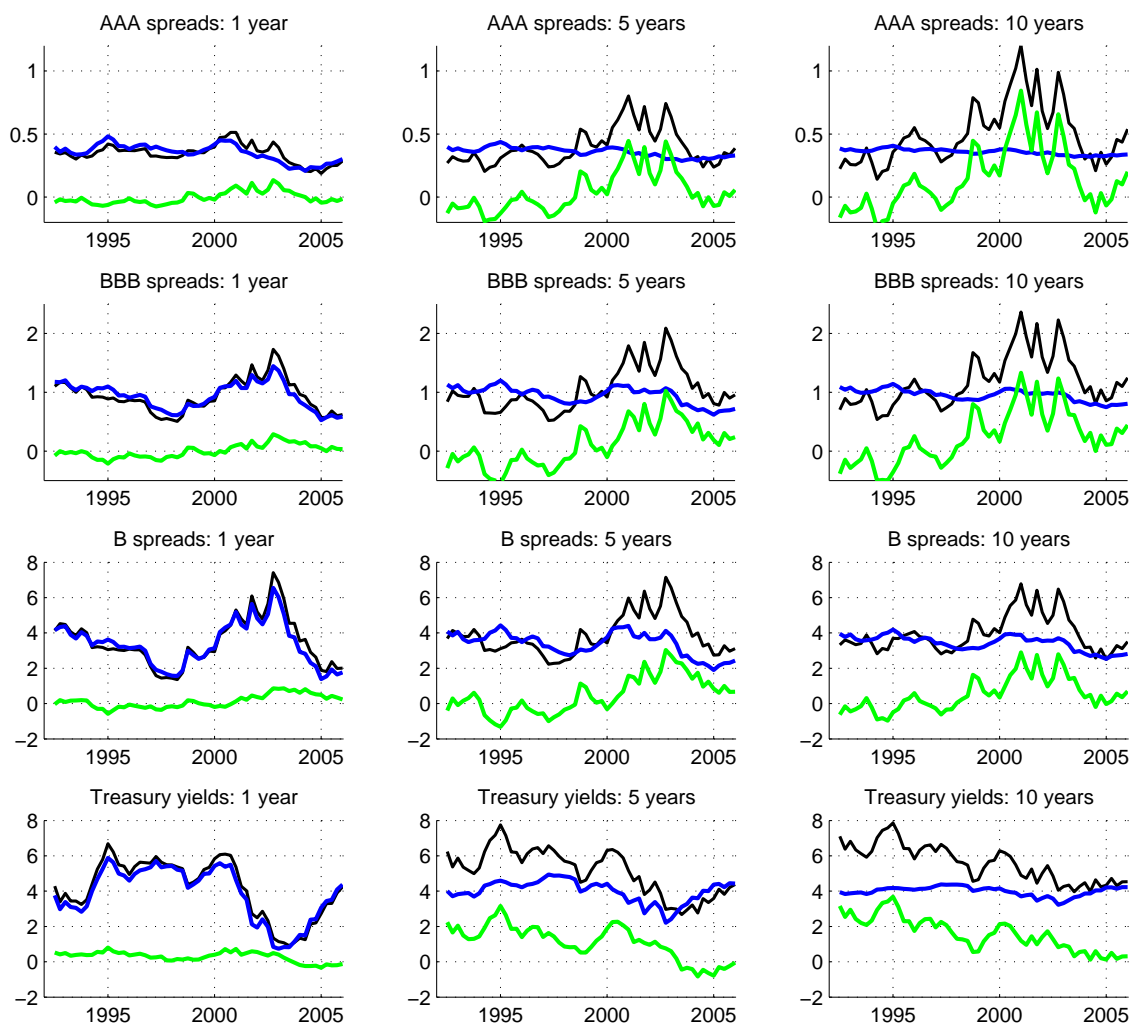 AAA spreads: 1 year
AAA spreads: 5 years
AAA spreads: 10 years
1
0.5
0
1995 2000 2005
1
0.5
0
1995 2000 2005
1
0.5
0
1995 2000 2005
BBB spreads: 1 year
BBB spreads: 5 years
BBB spreads: 10 years
2
1
0
1995 2000 2005
2
1
0
1995 2000 2005
2
1
0
1995 2000 2005
B spreads: 1 year
B spreads: 5 years
B spreads: 10 years
8
6
4
2
0
−2
1995 2000 2005
8
6
4
2
0
−2
1995 2000 2005
8
6
4
2
0
−2
1995 2000 2005
Treasury yields: 1 year
Treasury yields: 5 years
Treasury yields: 10 years
8
6
4
2
0
−2
1995 2000 2005
8
6
4
2
0
−2
1995 2000 2005
8
6
4
2
0
−2
1995 2000 2005